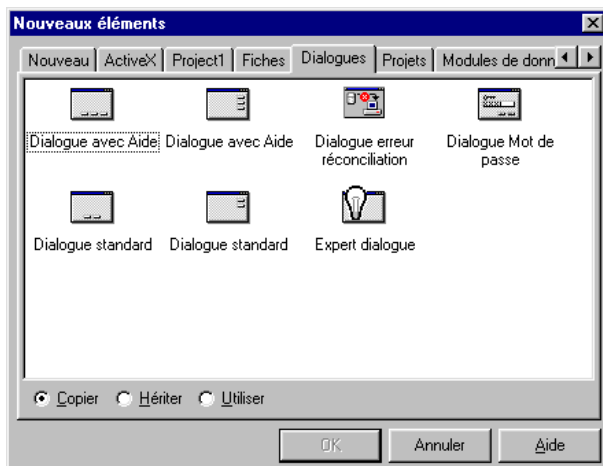 Nouveaux éléments
Nouveau ActiveX Project1 Fiches Dialogues Projets Modules de donn
Dialogue avec Aide Dialogue avec Aide Dialogue erreur Dialogue Mot de
réconciliation passe
Dialogue standard Dialogue standard Expert dialogue
Copier Hériter Utiliser
OK Annuler Aide